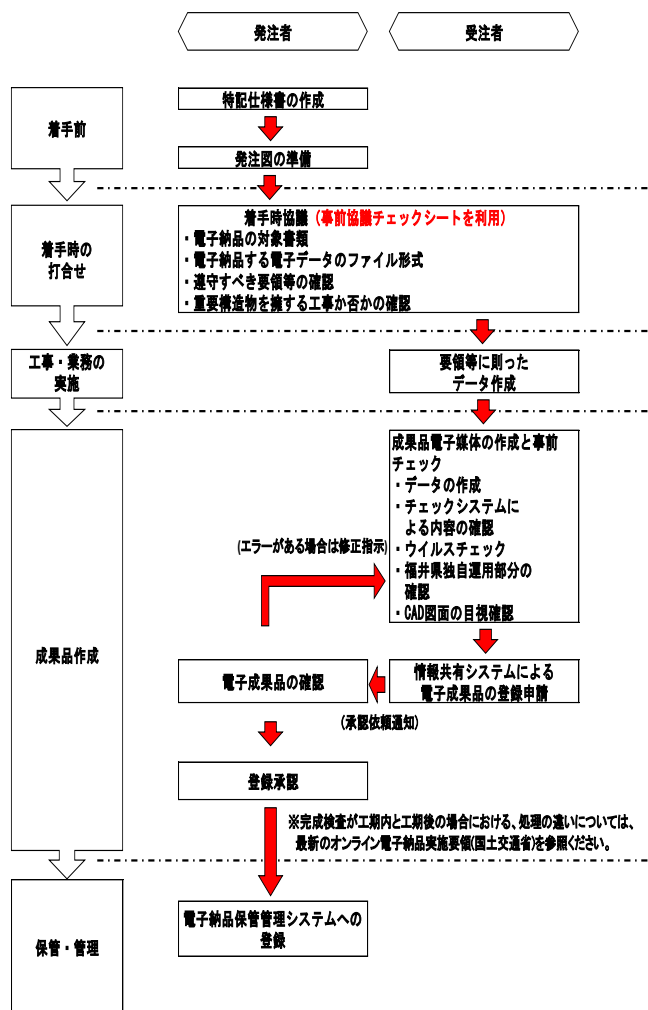 発注者
受注者
着手前
特記仕様書の作成
発注図の準備
着手時の
打合せ
着手時協議（事前協議チェックシートを利用）
・電子納品の対象書類
・電子納品する電子データのファイル形式
・遵守すべき要領等の確認
・重要構造物を擁する工事か否かの確認
工事・業務の
実施
要領等に則った
データ作成
成果品作成
成果品電子媒体の作成と事前
チェック
・データの作成
・チェックシステムに
よる内容の確認
・ウイルスチェック
・福井県独自運用部分の
確認
・CAD図面の目視確認
(エラーがある場合は修正指示)
情報共有システムによる
電子成果品の登録申請
電子成果品の確認
(承認依頼通知)
登録承認
※完成検査が工期内と工期後の場合における、処理の違いについては、
最新のオンライン電子納品実施要領(国土交通省)を参照ください。
保管・管理
電子納品保管管理システムへの
登録